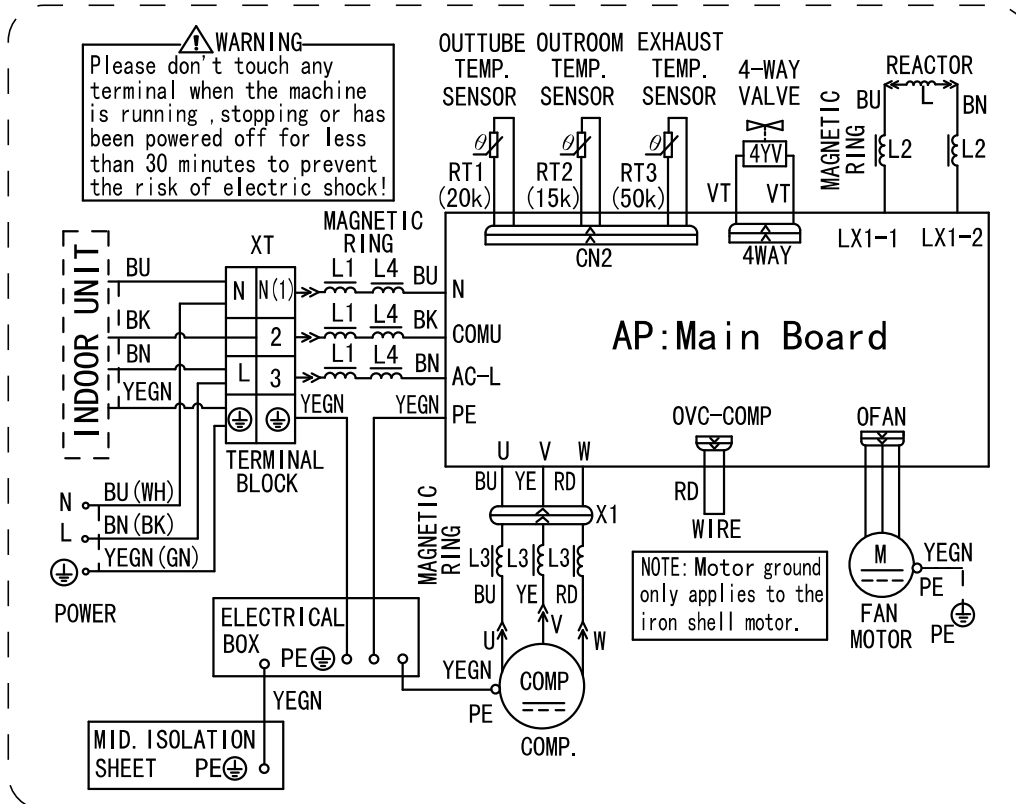 WARNING
Please don't touch any
terminal when the machine
is running ,stopping or has
been powered off for less
than 30 minutes to prevent
the risk of electric shock!
OUTTUBE OUTROOM EXHAUST
TEMP. TEMP. TEMP.
SENSOR SENSOR SENSOR
4-WAY
VALVE
REACTOR
BU L BN
MAGNETIC
RING
L2 L2
θ θ θ
4YV
RT1 RT2 RT3
(20k) (15k) (50k)
VT VT
CN2
4WAY
LX1-1 LX1-2
INDOOR UNIT
XT
MAGNETIC
RING
BU
N N(1)
L1 L4 BU
N
BK
2
L1 L4 BK
COMU
BN
L 3
L1 L4 BN
AC-L
YEGN
YEGN
YEGN
PE
AP:Main Board
TERMINAL
BLOCK
OVC-COMP
OFAN
U V W
BU YE RD
X1
RD
WIRE
N BU(WH)
L BN(BK)
YEGN(GN)
POWER
MAGNETIC
RING
L3 L3 L3
BU YE RD
U V W
NOTE: Motor ground
only applies to the
iron shell motor.
M
YEGN
PE
FAN
MOTOR
PE
ELECTRICAL
BOX PE
YEGN
YEGN
PE
COMP
COMP.
MID. ISOLATION
SHEET PE